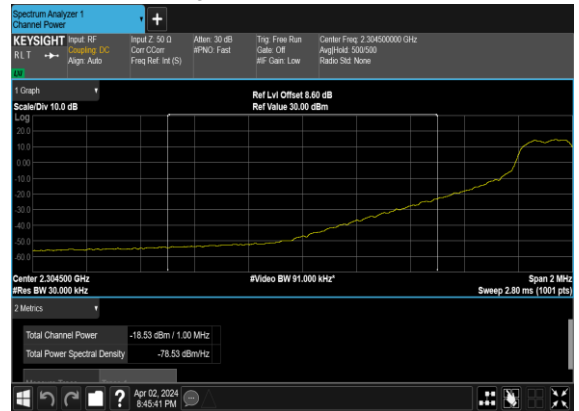 Spectrum Analyzer 1
Channel Power
+
KEYSIGHT Input: RF Input Z: 50 Ω Atten: 30 dB Trig: Free Run Center Freq: 2.304500000 GHz
RLT Coupling: DC Corr CCorr #PNO: Fast Gate: Off Avg|Hold: 500/500
Align: Auto Freq Ref: Int (S) #IF Gain: Low Radio Std: None
1 Graph
Ref Lvl Offset 8.60 dB
Scale/Div 10.0 dB Ref Value 30.00 dBm
Log
20.0
10.0
0.00
-10.0
-20.0
-30.0
-40.0
-50.0
-60.0
Center 2.304500 GHz #Video BW 91.000 kHz* Span 2 MHz
#Res BW 30.000 kHz Sweep 2.80 ms (1001 pts)
2 Metrics
Total Channel Power -18.53 dBm / 1.00 MHz
Total Power Spectral Density -78.53 dBm/Hz
? Apr 02, 2024
8:45:41 PM